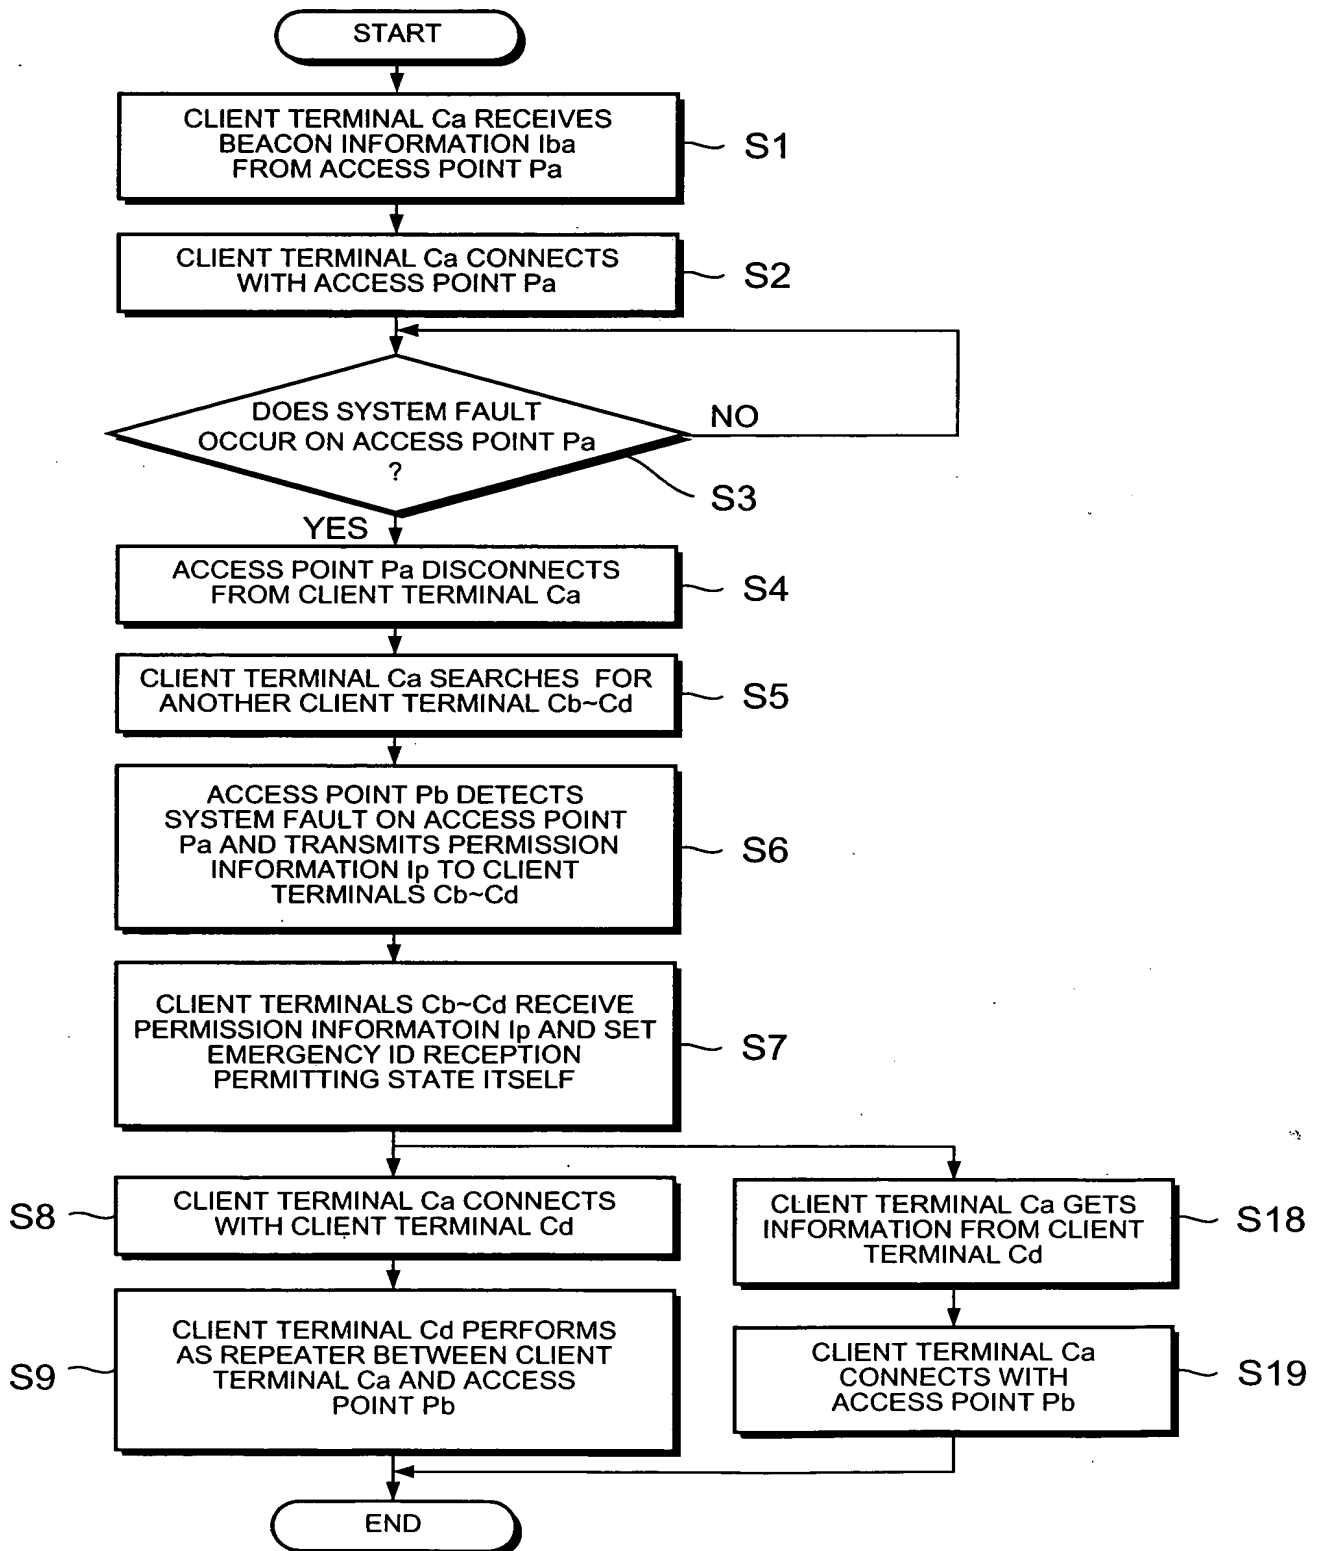 START
CLIENT TERMINAL Ca RECEIVES
BEACON INFORMATION Iba
FROM ACCESS POINT Pa
S1
CLIENT TERMINAL Ca CONNECTS
WITH ACCESS POINT Pa
S2
DOES SYSTEM FAULT
OCCUR ON ACCESS POINT Pa
?
NO
S3
YES
ACCESS POINT Pa DISCONNECTS
FROM CLIENT TERMINAL Ca
S4
CLIENT TERMINAL Ca SEARCHES FOR
ANOTHER CLIENT TERMINAL Cb~Cd
S5
ACCESS POINT Pb DETECTS
SYSTEM FAULT ON ACCESS POINT
Pa AND TRANSMITS PERMISSION
INFORMATION Ip TO CLIENT
TERMINALS Cb~Cd
S6
CLIENT TERMINALS Cb~Cd RECEIVE
PERMISSION INFORMATOIN Ip AND SET
EMERGENCY ID RECEPTION
PERMITTING STATE ITSELF
S7
S8
CLIENT TERMINAL Ca CONNECTS
WITH CLIENT TERMINAL Cd
CLIENT TERMINAL Ca GETS
INFORMATION FROM CLIENT
TERMINAL Cd
S18
S9
CLIENT TERMINAL Cd PERFORMS
AS REPEATER BETWEEN CLIENT
TERMINAL Ca AND ACCESS
POINT Pb
CLIENT TERMINAL Ca
CONNECTS WITH
ACCESS POINT Pb
S19
END